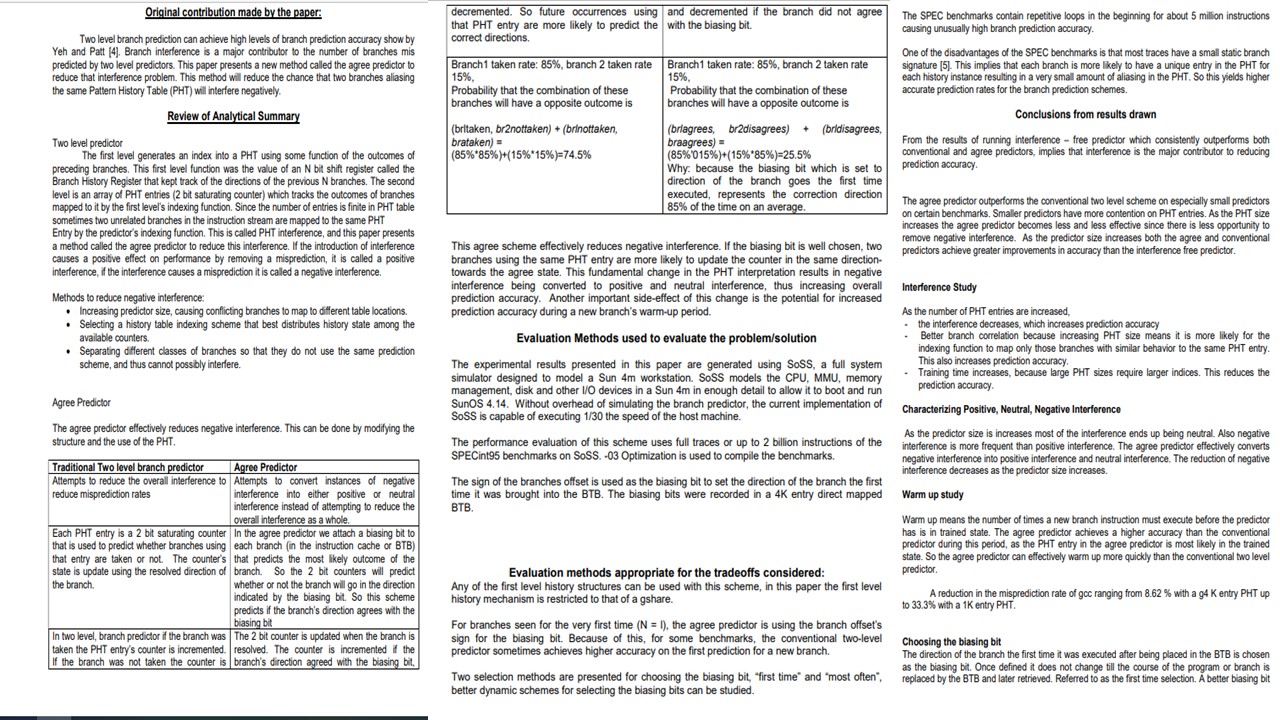 Original contribution made by the paper:
Two level branch prediction can achieve high levels of branch prediction accuracy show by
Yeh and Patt [4]. Branch interference is a major contributor to the number of branches mis
predicted by two level predictors. This paper presents a new method called the agree predictor to
reduce that interference problem. This method will reduce the chance that two branches aliasing
the same Pattern History Table (PHT) will interfere negatively.
Review of Analytical Summary
Two level predictor
The first level generates an index into a PHT using some function of the outcomes of
preceding branches. This first level function was the value of an N bit shift register called the
Branch History Register that kept track of the directions of the previous N branches. The second
level is an array of PHT entries (2 bit saturating counter) which tracks the outcomes of branches
mapped to it by the first level's indexing function. Since the number of entries is finite in PHT table
sometimes two unrelated branches in the instruction stream are mapped to the same PHT
Entry by the predictor's indexing function. This is called PHT interference, and this paper presents
a method called the agree predictor to reduce this interference. If the introduction of interference
causes a positive effect on performance by removing a misprediction, it is called a positive
interference, if the interference causes a misprediction it is called a negative interference.
Methods to reduce negative interference:
• Increasing predictor size, causing conflicting branches to map to different table locations.
• Selecting a history table indexing scheme that best distributes history state among the
available counters.
• Separating different classes of branches so that they do not use the same prediction
scheme, and thus cannot possibly interfere.
Agree Predictor
The agree predictor effectively reduces negative interference. This can be done by modifying the
structure and the use of the PHT.
Traditional Two level branch predictor
Agree Predictor
Attempts to reduce the overall interference to
reduce misprediction rates
Attempts to convert instances of negative
interference into either positive or neutral
interference instead of attempting to reduce the
overall interference as a whole.
Each PHT entry is a 2 bit saturating counter
that is used to predict whether branches using
that entry are taken or not. The counter's
state is update using the resolved direction of
the branch.
In the agree predictor we attach a biasing bit to
each branch (in the instruction cache or BTB)
that predicts the most likely outcome of the
branch. So the 2 bit counters will predict
whether or not the branch will go in the direction
indicated by the biasing bit. So this scheme
predicts if the branch's direction agrees with the
biasing bit
In two level, branch predictor if the branch was
taken the PHT entry's counter is incremented.
If the branch was not taken the counter is
The 2 bit counter is updated when the branch is
resolved. The counter is incremented if the
branch's direction agreed with the biasing bit,
decremented. So future occurrences using
that PHT entry are more likely to predict the
correct directions.
and decremented if the branch did not agree
with the biasing bit.
Branch1 taken rate: 85%, branch 2 taken rate
15%,
Probability that the combination of these
branches will have a opposite outcome is
(brltaken, br2nottaken) + (brlnottaken,
brataken) =
(85%*85%)+(15%*15%)=74.5%
Branch1 taken rate: 85%, branch 2 taken rate
15%,
Probability that the combination of these
branches will have a opposite outcome is
(brlagrees, br2disagrees) + (brldisagrees,
braagrees) =
(85%'015%)+(15%*85%)=25.5%
Why: because the biasing bit which is set to
direction of the branch goes the first time
executed, represents the correction direction
85% of the time on an average.
This agree scheme effectively reduces negative interference. If the biasing bit is well chosen, two
branches using the same PHT entry are more likely to update the counter in the same direction-
towards the agree state. This fundamental change in the PHT interpretation results in negative
interference being converted to positive and neutral interference, thus increasing overall
prediction accuracy. Another important side-effect of this change is the potential for increased
prediction accuracy during a new branch's warm-up period.
Evaluation Methods used to evaluate the problem/solution
The experimental results presented in this paper are generated using SoSS, a full system
simulator designed to model a Sun 4m workstation. SoSS models the CPU, MMU, memory
management, disk and other I/O devices in a Sun 4m in enough detail to allow it to boot and run
SunOS 4.14. Without overhead of simulating the branch predictor, the current implementation of
SoSS is capable of executing 1/30 the speed of the host machine.
The performance evaluation of this scheme uses full traces or up to 2 billion instructions of the
SPECint95 benchmarks on SoSS. -03 Optimization is used to compile the benchmarks.
The sign of the branches offset is used as the biasing bit to set the direction of the branch the first
time it was brought into the BTB. The biasing bits were recorded in a 4K entry direct mapped
BTB.
Evaluation methods appropriate for the tradeoffs considered:
Any of the first level history structures can be used with this scheme, in this paper the first level
history mechanism is restricted to that of a gshare.
For branches seen for the very first time (N = I), the agree predictor is using the branch offset's
sign for the biasing bit. Because of this, for some benchmarks, the conventional two-level
predictor sometimes achieves higher accuracy on the first prediction for a new branch.
Two selection methods are presented for choosing the biasing bit, "first time" and "most often",
better dynamic schemes for selecting the biasing bits can be studied.
The SPEC benchmarks contain repetitive loops in the beginning for about 5 million instructions
causing unusually high branch prediction accuracy.
One of the disadvantages of the SPEC benchmarks is that most traces have a small static branch
signature [5]. This implies that each branch is more likely to have a unique entry in the PHT for
each history instance resulting in a very small amount of aliasing in the PHT. So this yields higher
accurate prediction rates for the branch prediction schemes.
Conclusions from results drawn
From the results of running interference – free predictor which consistently outperforms both
conventional and agree predictors, implies that interference is the major contributor to reducing
prediction accuracy.
The agree predictor outperforms the conventional two level scheme on especially small predictors
on certain benchmarks. Smaller predictors have more contention on PHT entries. As the PHT size
increases the agree predictor becomes less and less effective since there is less opportunity to
remove negative interference. As the predictor size increases both the agree and conventional
predictors achieve greater improvements in accuracy than the interference free predictor.
Interference Study
As the number of PHT entries are increased,
- the interference decreases, which increases prediction accuracy
- Better branch correlation because increasing PHT size means it is more likely for the
indexing function to map only those branches with similar behavior to the same PHT entry.
This also increases prediction accuracy.
- Training time increases, because large PHT sizes require larger indices. This reduces the
prediction accuracy.
Characterizing Positive, Neutral, Negative Interference
As the predictor size is increases most of the interference ends up being neutral. Also negative
interference is more frequent than positive interference. The agree predictor effectively converts
negative interference into positive interference and neutral interference. The reduction of negative
interference decreases as the predictor size increases.
Warm up study
Warm up means the number of times a new branch instruction must execute before the predictor
has is in trained state. The agree predictor achieves a higher accuracy than the conventional
predictor during this period, as the PHT entry in the agree predictor is most likely in the trained
state. So the agree predictor can effectively warm up more quickly than the conventional two level
predictor.
A reduction in the misprediction rate of gcc ranging from 8.62 % with a g4 K entry PHT up
to 33.3% with a 1K entry PHT.
Choosing the biasing bit
The direction of the branch the first time it was executed after being placed in the BTB is chosen
as the biasing bit. Once defined it does not change till the course of the program or branch is
replaced by the BTB and later retrieved. Referred to as the first time selection. A better biasing bit